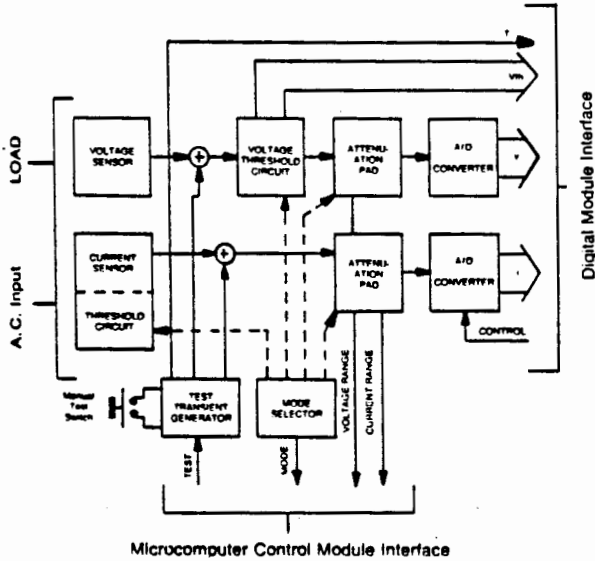 T
Vth
VOLTAGE
SENSOR
VOLTAGE
THRESHOLD
CIRCUIT
ATTENU-
ATION
PAD
A/D
CONVERTER
V
CURRENT
SENSOR
THRESHOLD
CIRCUIT
ATTENU-
ATION
PAD
A/D
CONVERTER
I
CONTROL
LOAD
A.C. Input
Digital Module Interface
Manual
Test
Switch
TEST
TRANSIENT
GENERATOR
MODE
SELECTOR
VOLTAGE RANGE
CURRENT RANGE
TEST
MODE
Microcomputer Control Module Interface